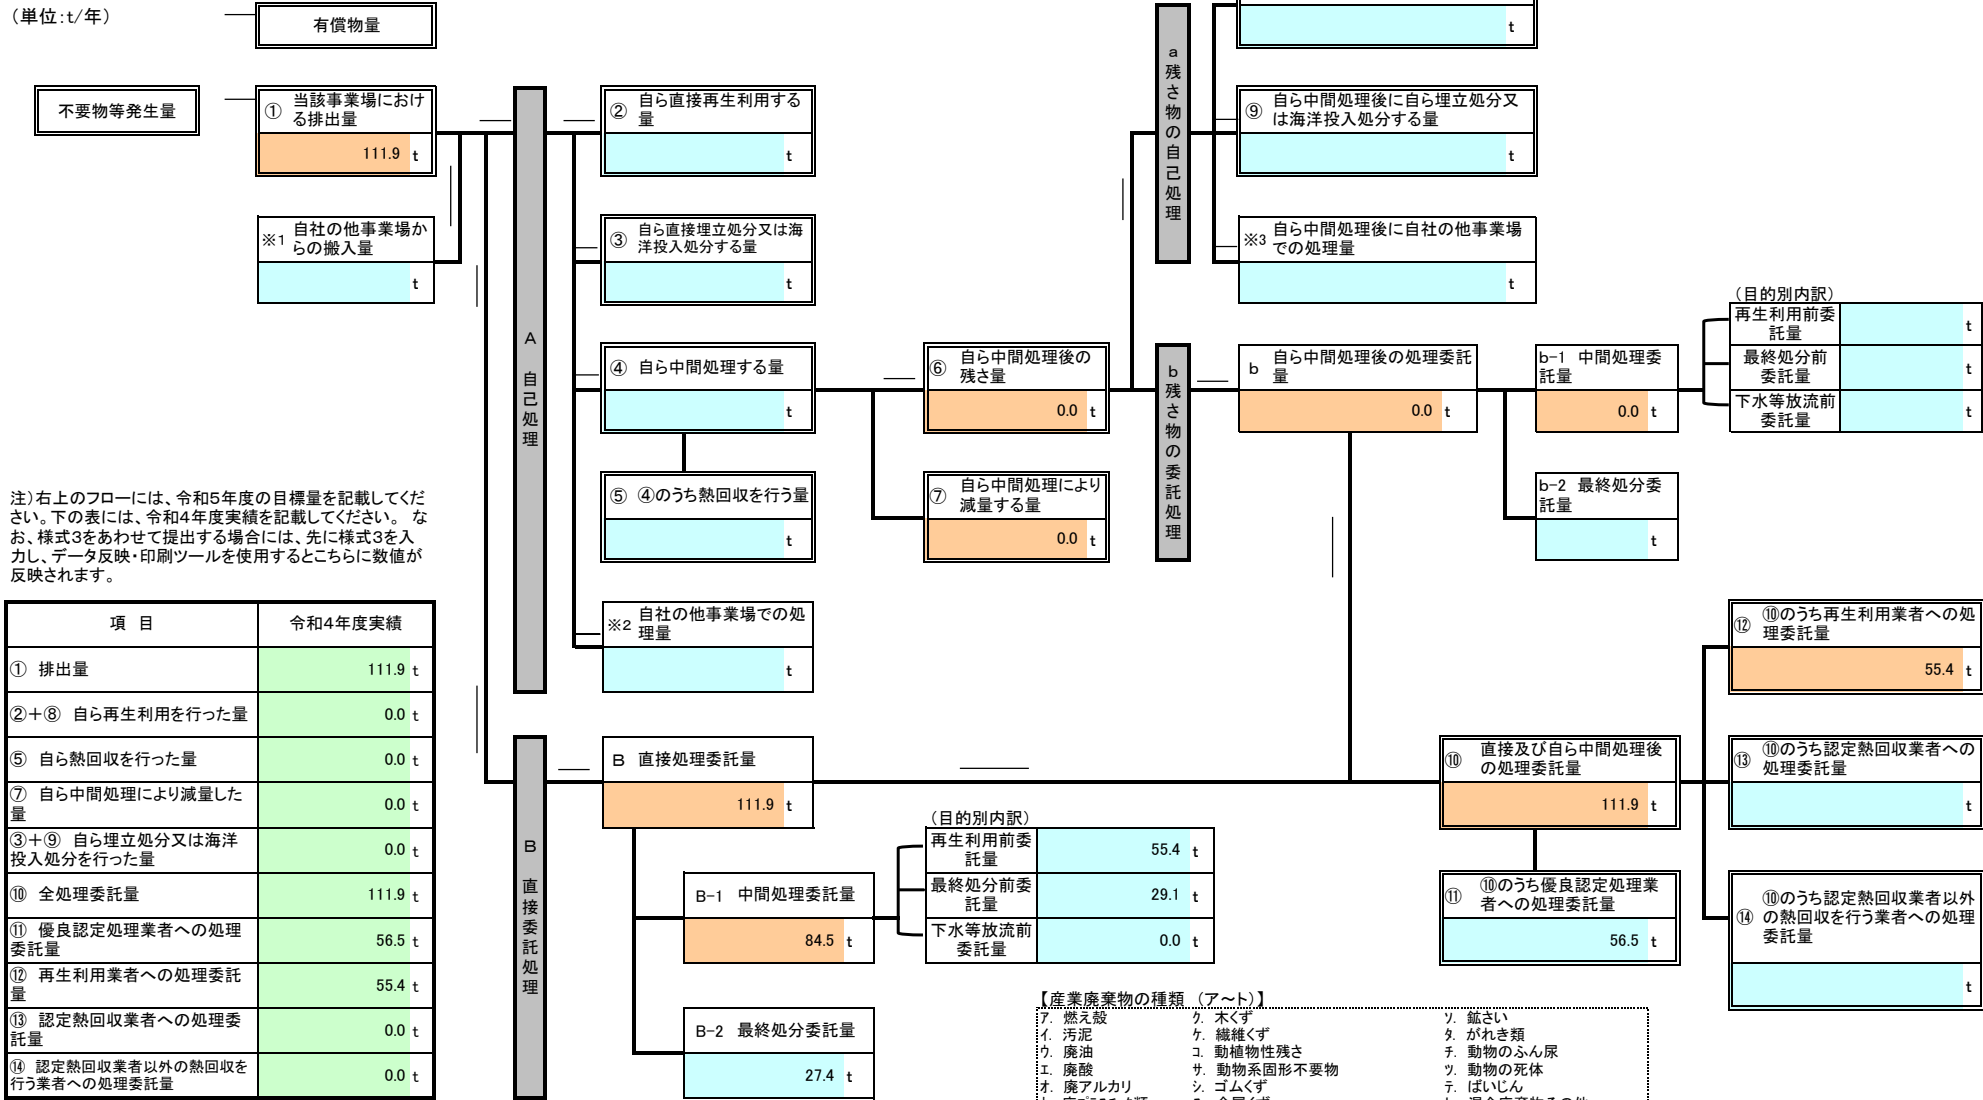 （単位:t/年）
有償物量
t
不要物等発生量
① 当該事業場におけ
る排出量
111.9 t
※1 自社の他事業場か
らの搬入量
t
A 自己処理
② 自ら直接再生利用する
量
t
③ 自ら直接埋立処分又は海
洋投入処分する量
t
④ 自ら中間処理する量
t
⑤ ④のうち熱回収を行う量
t
※2 自社の他事業場での処
理量
t
⑥ 自ら中間処理後の
残さ量
0.0 t
⑦ 自ら中間処理により
減量する量
0.0 t
a 残さ物の自己処理
⑨ 自ら中間処理後に自ら埋立処分又
は海洋投入処分する量
t
※3 自ら中間処理後に自社の他事業場
での処理量
t
b 残さ物の委託処理
b 自ら中間処理後の処理委託
量
0.0 t
b-1 中間処理委
託量
0.0 t
（目的別内訳）
再生利用前委
託量 t
最終処分前
委託量 t
下水等放流前
委託量 t
b-2 最終処分委
託量
t
注）右上のフローには、令和5年度の目標量を記載してくだ
さい。下の表には、令和4年度実績を記載してください。 な
お、様式3をあわせて提出する場合には、先に様式3を入
力し、データ反映・印刷ツールを使用するとこちらに数値が
反映されます。
項 目 令和4年度実績
① 排出量 111.9 t
②＋⑧ 自ら再生利用を行った量 0.0 t
⑤ 自ら熱回収を行った量 0.0 t
⑦ 自ら中間処理により減量した
量 0.0 t
③＋⑨ 自ら埋立処分又は海洋
投入処分を行った量 0.0 t
⑩ 全処理委託量 111.9 t
⑪ 優良認定処理業者への処理
委託量 56.5 t
⑫ 再生利用業者への処理委託
量 55.4 t
⑬ 認定熱回収業者への処理委
託量 0.0 t
⑭ 認定熱回収業者以外の熱回収を
行う業者への処理委託量 0.0 t
B 直接委託処理
B 直接処理委託量
111.9 t
B-1 中間処理委託量
84.5 t
（目的別内訳）
再生利用前委
託量 55.4 t
最終処分前委
託量 29.1 t
下水等放流前
委託量 0.0 t
B-2 最終処分委託量
27.4 t
⑩ 直接及び自ら中間処理後
の処理委託量
111.9 t
⑪ ⑩のうち優良認定処理業
者への処理委託量
56.5 t
⑫ ⑩のうち再生利用業者への処
理委託量
55.4 t
⑬ ⑩のうち認定熱回収業者への
処理委託量
t
⑭ ⑩のうち認定熱回収業者以外
の熱回収を行う業者への処理
委託量
t
【産業廃棄物の種類 （ア～ト）】
ア. 燃え殻 ク. 木くず ソ. 鉱さい
イ. 汚泥 ケ. 繊維くず タ. がれき類
ウ. 廃油 コ. 動植物性残さ チ. 動物のふん尿
エ. 廃酸 サ. 動物系固形不要物 ツ. 動物の死体
オ. 廃アルカリ シ. ゴムくず テ. ばいじん